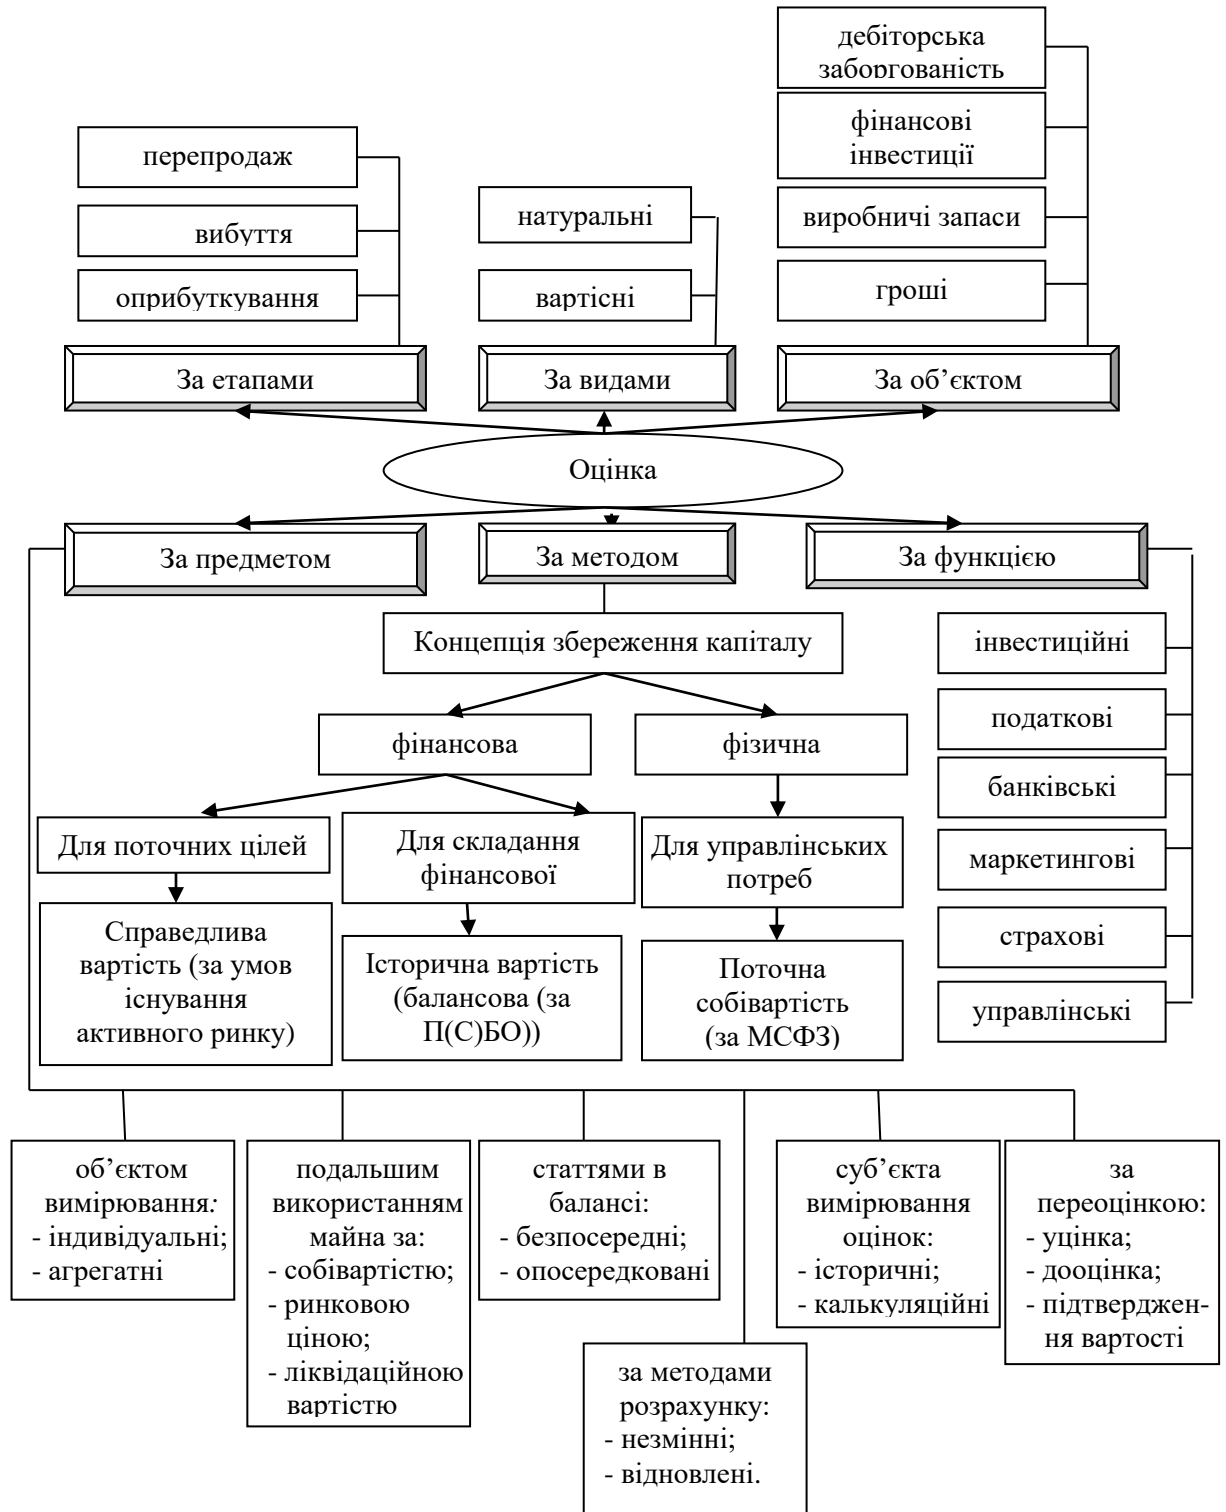 дебіторська
заборгованість
фінансові
інвестиції
виробничі запаси
гроші
перепродаж
вибуття
оприбуткування
натуральні
вартісні
За етапами
За видами
За об’єктом
Оцінка
За предметом
За методом
За функцією
Концепція збереження капіталу
фінансова
фізична
Для поточних цілей
Для складання
фінансової
Для управлінських
потреб
Справедлива
вартість (за умов
існування
активного ринку)
Історична вартість
(балансова (за
П(С)БО))
Поточна
собівартість
(за МСФЗ)
інвестиційні
податкові
банківські
маркетингові
страхові
управлінські
об’єктом
вимірювання:
- індивідуальні;
- агрегатні
подальшим
використанням
майна за:
- собівартістю;
- ринковою
ціною;
- ліквідаційною
вартістю
статтями в
балансі:
- безпосередні;
- опосередковані
за методами
розрахунку:
- незмінні;
- відновлені.
суб’єкта
вимірювання
оцінок:
- історичні;
- калькуляційні
за
переоцінкою:
- уцінка;
- дооцінка;
- підтверджен-
ня вартості